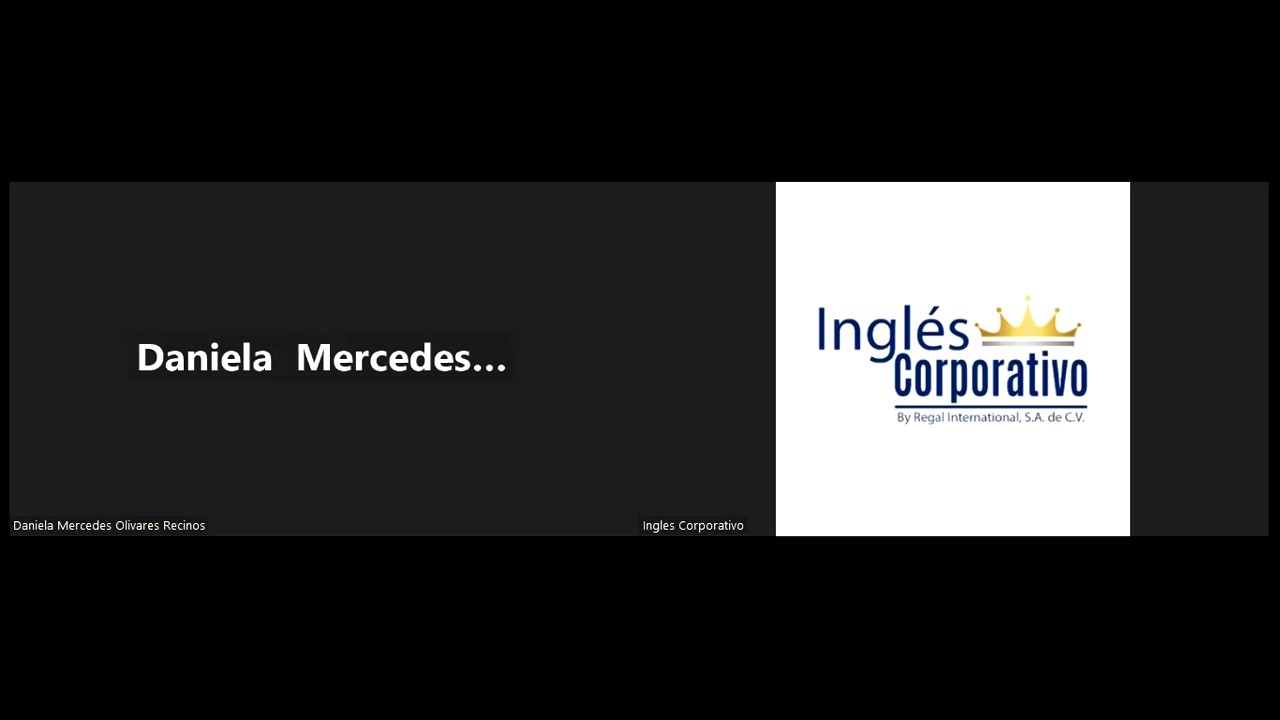 Daniela  Mercedes...
Daniela Mercedes Olivares Recinos
Ingles Corporativo
Inglés
Corporativo
By Regal International, S.A. de C.V.